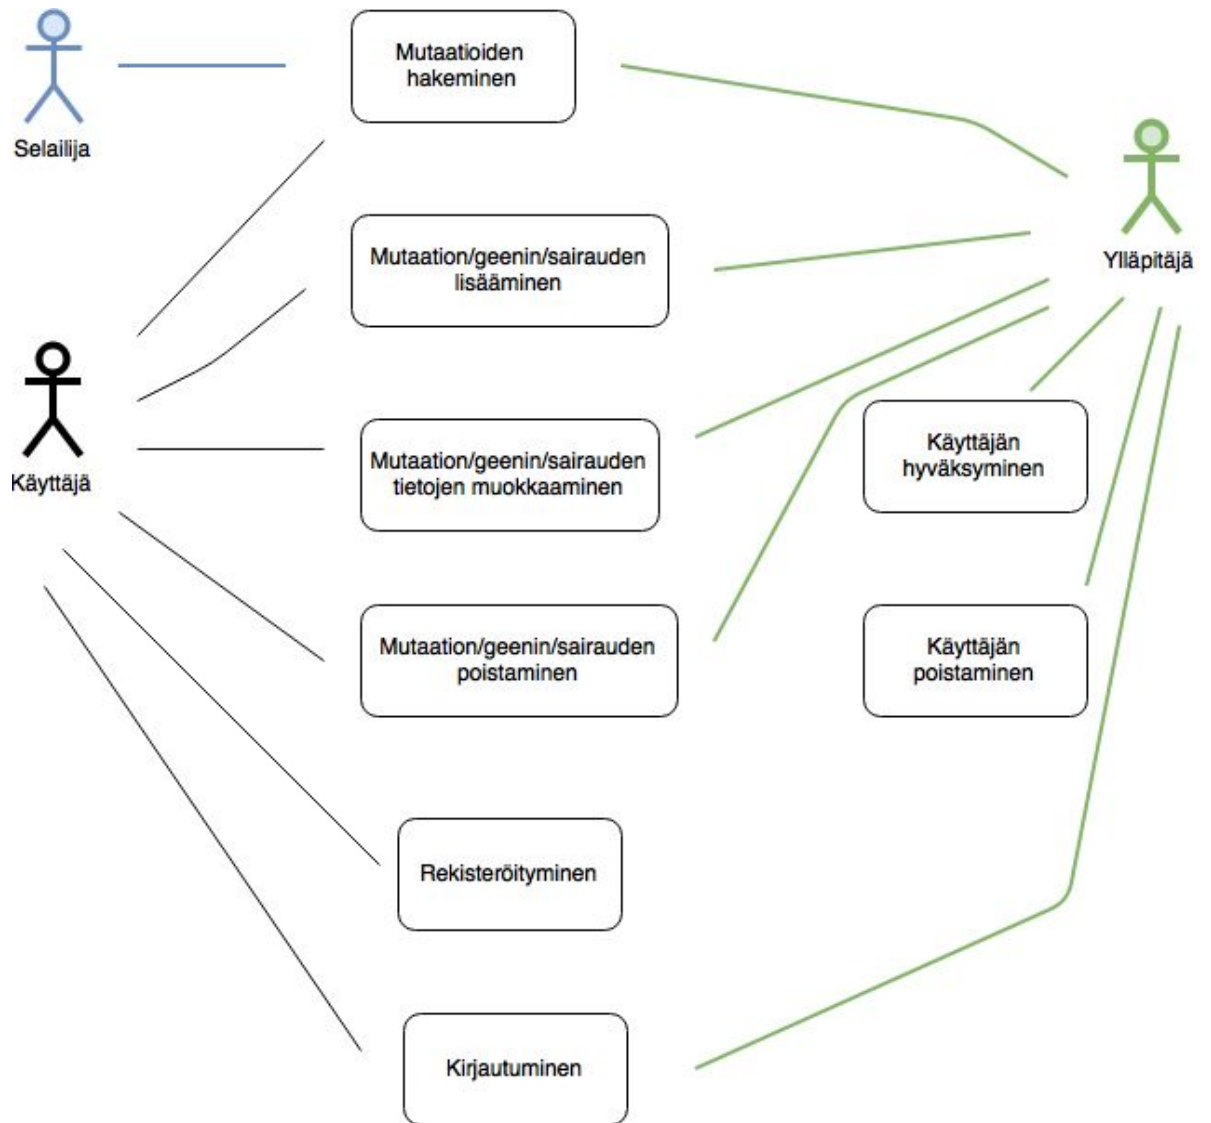 Mutaatioiden
hakeminen
Selailija
Mutaation/geenin/sairauden
lisääminen
Ylläpitäjä
Käyttäjä
Mutaation/geenin/sairauden
tietojen muokkaaminen
Käyttäjän
hyväksyminen
Mutaation/geenin/sairauden
poistaminen
Käyttäjän
poistaminen
Rekisteröityminen
Kirjautuminen